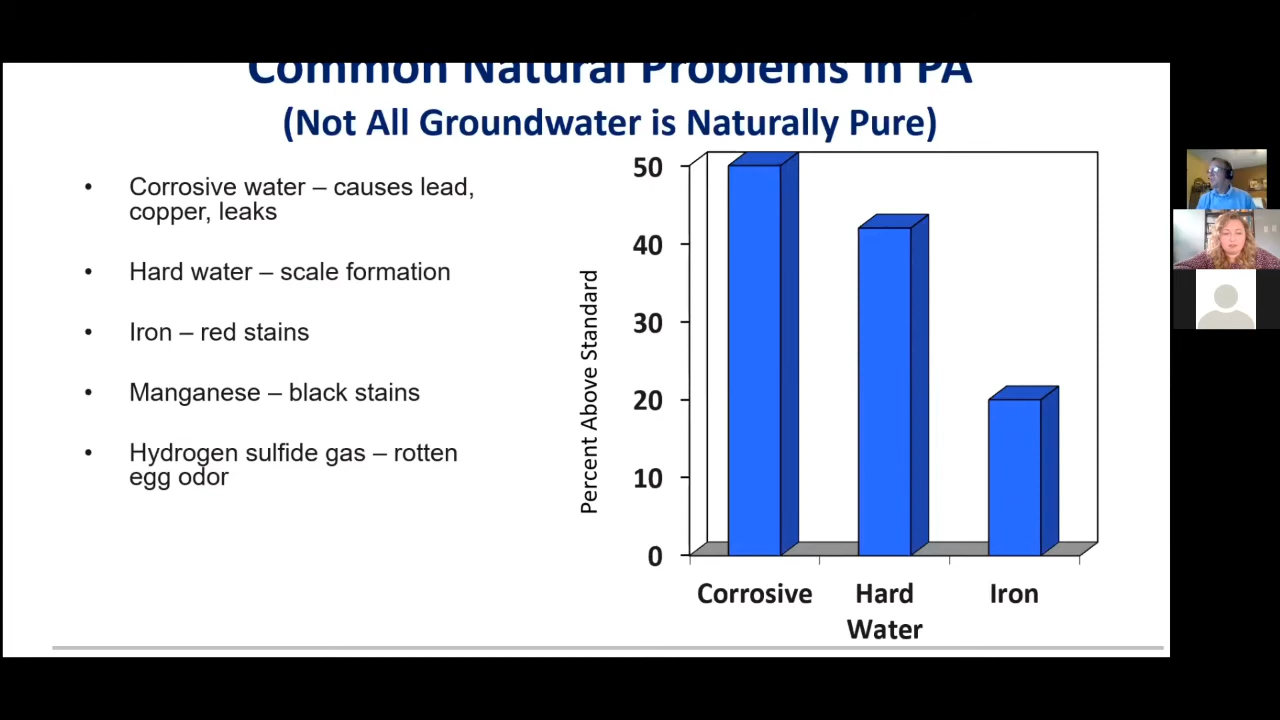 Common Natural Problems in PA
(Not All Groundwater is Naturally Pure)
• Corrosive water – causes lead,
copper, leaks
• Hard water – scale formation
• Iron – red stains
• Manganese – black stains
• Hydrogen sulfide gas – rotten
egg odor
Percent Above Standard
50
40
30
20
10
0
Corrosive
Hard
Water
Iron